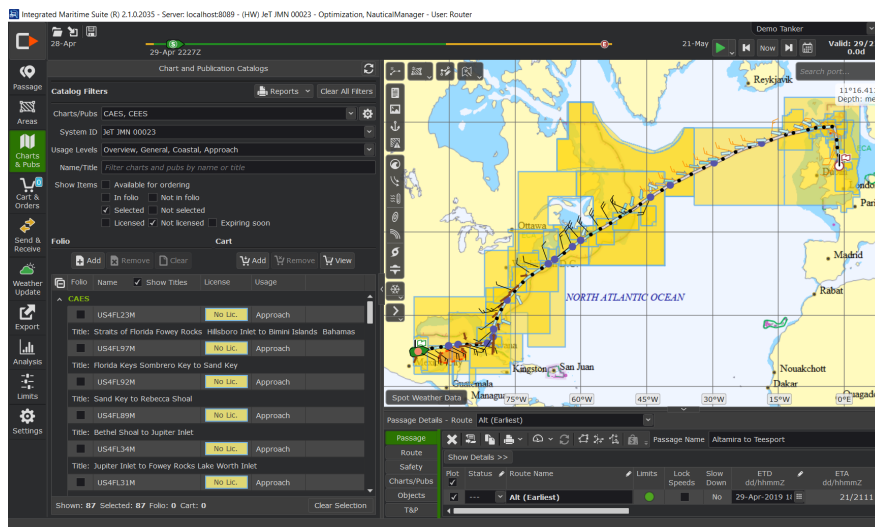 Integrated Maritime Suite (R) 2.1.0.2035 - Server: localhost:8089 - (HW) JeT JMN 00023 - Optimization, NauticalManager - User: Router
28-Apr
S
29-Apr 2227Z
E
21-May
Demo Tanker
Now
Valid: 29/2
0.0d
Passage
Areas
Charts
& Pubs
Cart &
Orders
Send &
Receive
Weather
Update
Export
Analysis
Limits
Settings
Chart and Publication Catalogs
Catalog Filters
Reports
Clear All Filters
Charts/Pubs CAES, CEES
System ID JeT JMN 00023
Usage Levels Overview, General, Coastal, Approach
Name/Title Filter charts and pubs by name or title
Show Items Available for ordering
In folio Not in folio
Selected Not selected
Licensed Not licensed Expiring soon
Folio Cart
Add Remove Clear Add Remove View
Folio Name Show Titles License Usage
CAES
US4FL23M No Lic. Approach
Title: Straits of Florida Fowey Rocks Hillsboro Inlet to Bimini Islands Bahamas
US4FL97M No Lic. Approach
Title: Florida Keys Sombrero Key to Sand Key
US4FL92M No Lic. Approach
Title: Sand Key to Rebecca Shoal
US4FL89M No Lic. Approach
Title: Bethel Shoal to Jupiter Inlet
US4FL34M No Lic. Approach
Title: Jupiter Inlet to Fowey Rocks Lake Worth Inlet
US4FL31M No Lic. Approach
Shown: 87 Selected: 87 Folio: 0 Cart: 0
Clear Selection
Search port...
11°16.41
Depth: me
Reykjavik
ECA
London
Paris
Ottawa
D.C.
Madrid
Rabat
NORTH ATLANTIC OCEAN
Kingston
San Juan
Nouakchott
Guatemala
Dakar
Managu
Ouagad
Spot Weather Data
75°W
60°W
45°W
30°W
15°W
0°E
Passage Details - Route Alt (Earliest)
Passage
Route
Safety
Charts/Pubs
Objects
T&P
Passage Name Altamira to Teesport
Show Details >>
Plot Status Route Name Limits Lock Speeds Slow Down ETD dd/hhmmZ ETA dd/hhmmZ
--- Alt (Earliest) No 29-Apr-2019 18 21/2111